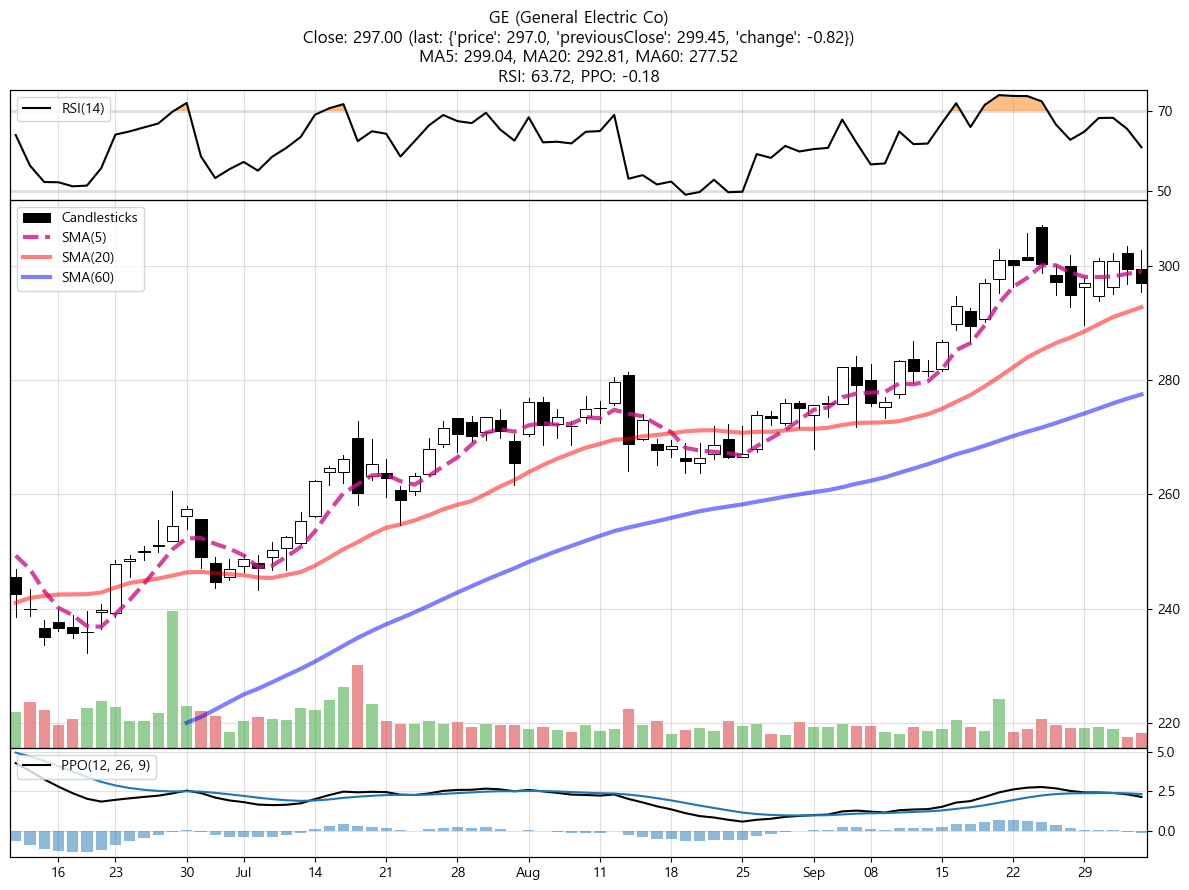 GE (General Electric Co)
Close: 297.00 (last: {'price': 297.0, 'previousClose': 299.45, 'change': -0.82})
MA5: 299.04, MA20: 292.81, MA60: 277.52
RSI: 63.72, PPO: -0.18
RSI(14)
70
50
Candlesticks
SMA(5)
SMA(20)
SMA(60)
300
280
260
240
220
PPO(12, 26, 9)
5.0
2.5
0.0
16 23 30 Jul 14 21 28 Aug 11 18 25 Sep 08 15 22 29